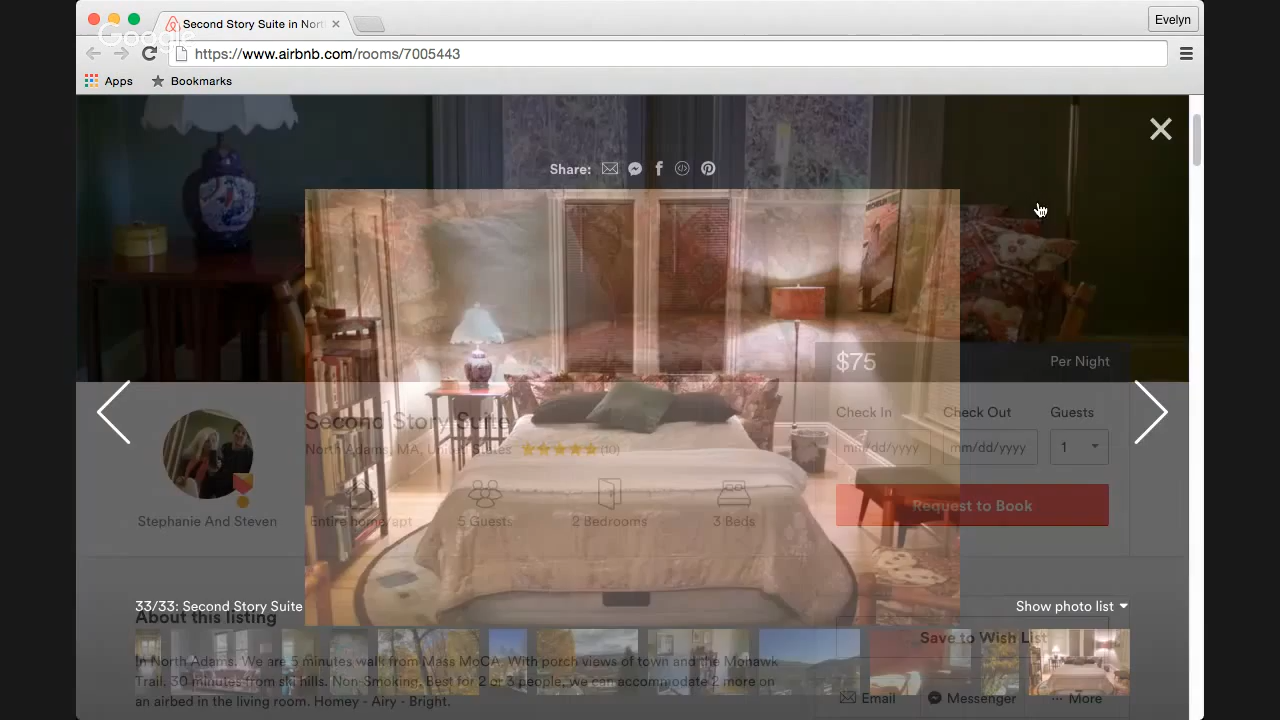 Second Story Suite in Nort
Evelyn
Google
https://www.airbnb.com/rooms/7005443
Apps
Bookmarks
Share:
$75
Per Night
Check In
Check Out
Guests
Second Story Suite
mm/dd/yyyy
mm/dd/yyyy
1
North Adams, MA, United States
(10)
Request to Book
Stephanie And Steven
Entire home/apt
5 Guests
2 Bedrooms
3 Beds
33/33: Second Story Suite
Show photo list
About this listing
Save to Wish List
In North Adams. We are 5 minutes walk from Mass MoCA. With porch views of town and the Mohawk
Trail. 30 minutes from ski hills. Non-Smoking. Best for 2 or 3 people, we can accommodate 2 more on
an airbed in the living room. Homey - Airy - Bright.
Email
Messenger
··· More